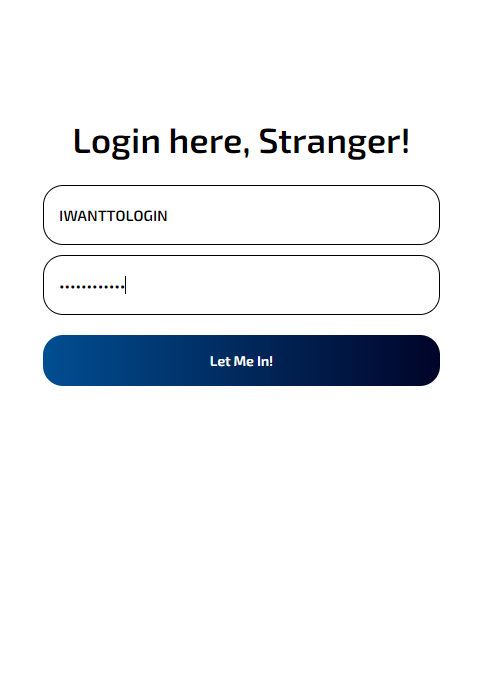 Login here, Stranger!
IWANTTOLOGIN
••••••••••••
Let Me In!